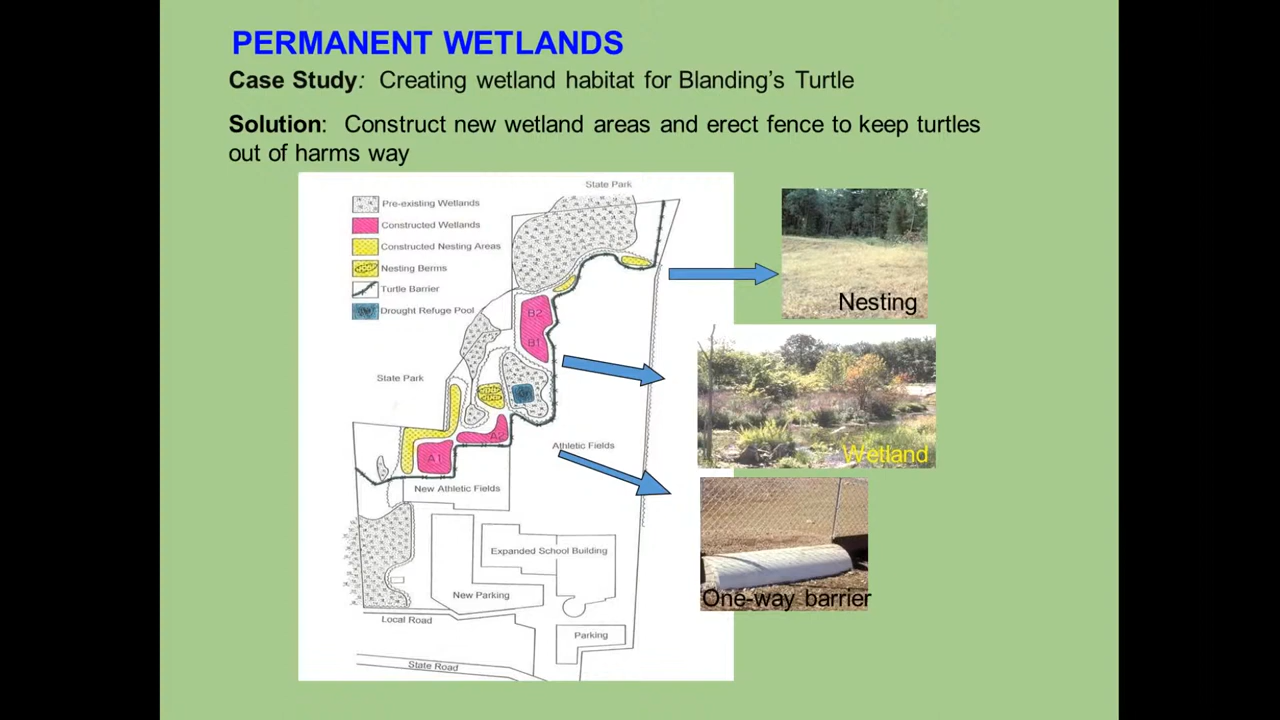 PERMANENT WETLANDS
Case Study: Creating wetland habitat for Blanding's Turtle
Solution: Construct new wetland areas and erect fence to keep turtles
out of harms way
State Park
Pre-existing Wetlands
Constructed Wetlands
Constructed Nesting Areas
Nesting Berms
Turtle Barrier
Drought Refuge Pool
B2
B1
State Park
A2
A1
Athletic Fields
New Athletic Fields
Expanded School Building
New Parking
Local Road
Parking
State Road
Nesting
Wetland
One-way barrier